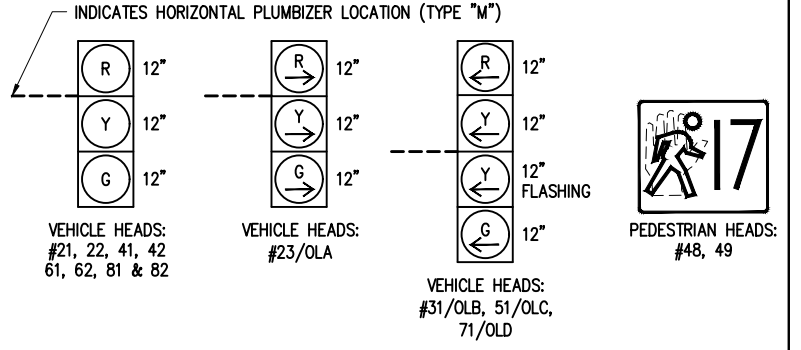 INDICATES HORIZONTAL PLUMBIZER LOCATION (TYPE "M")
R 12"
Y 12"
G 12"
VEHICLE HEADS:
#21, 22, 41, 42
61, 62, 81 & 82
R 12"
Y 12"
G 12"
VEHICLE HEADS:
#23/OLA
R 12"
Y 12"
Y 12"
FLASHING
G 12"
VEHICLE HEADS:
#31/OLB, 51/OLC,
71/OLD
17
PEDESTRIAN HEADS:
#48, 49